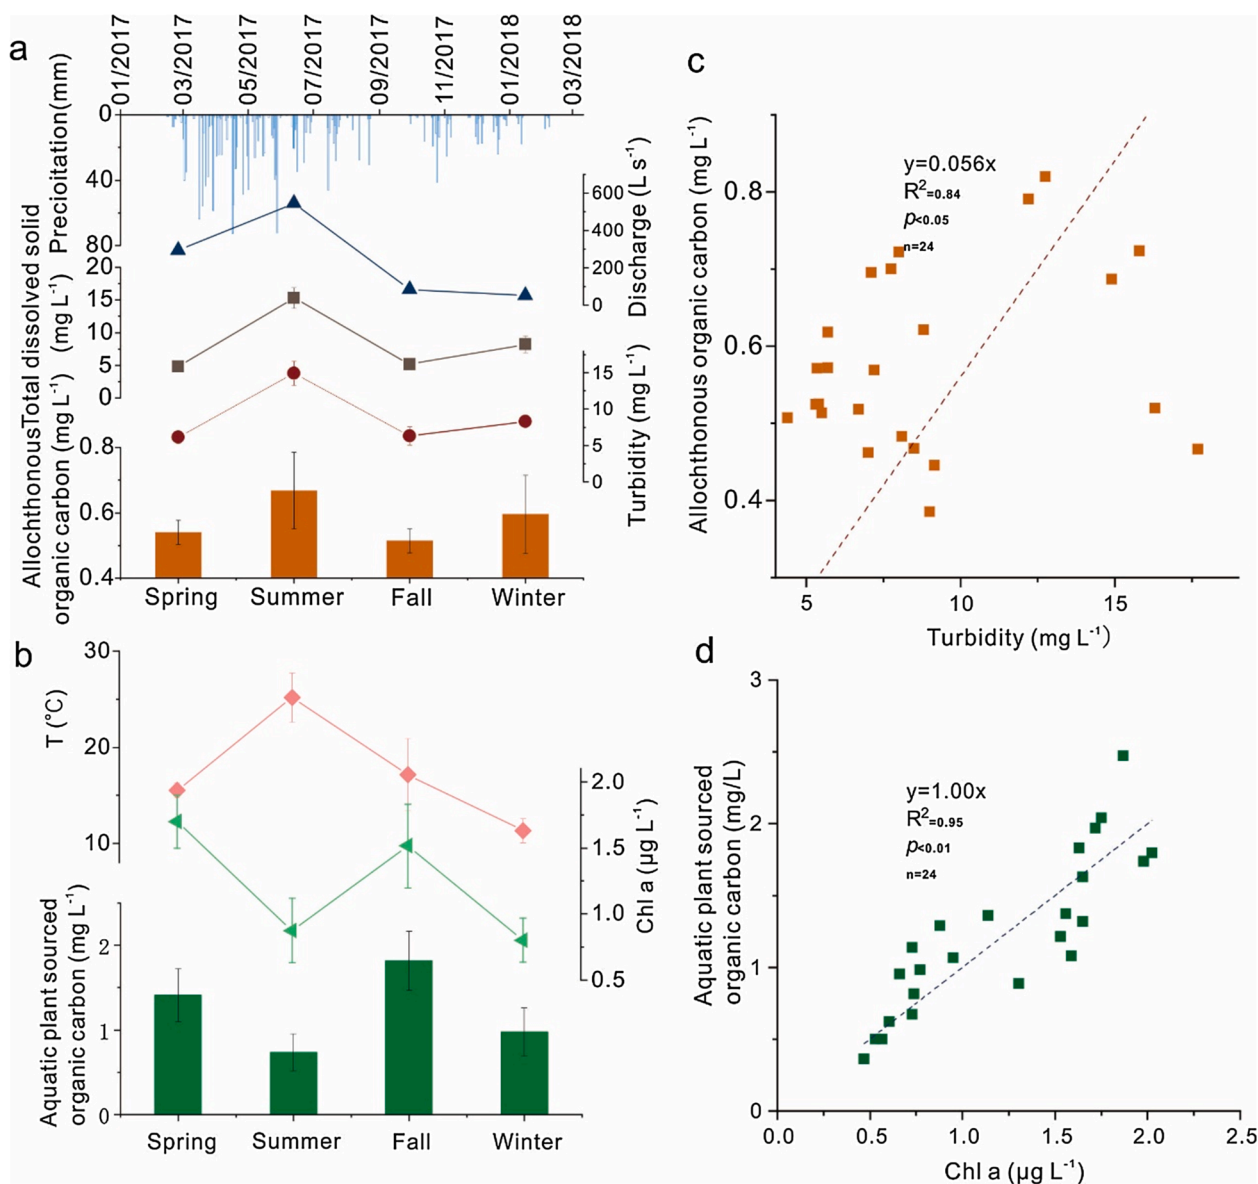 a
01/2017
03/2017
05/2017
07/2017
09/2017
11/2017
01/2018
03/2018
Precioitation(mm)
0
40
80
Discharge (L s⁻¹)
600
400
200
0
AllochthonousTotal dissolved solid
organic carbon (mg L⁻¹) (mg L⁻¹)
20
15
10
5
0
Turbidity (mg L⁻¹)
15
10
5
0
0.8
0.6
0.4
Spring Summer Fall Winter
b
T (°C)
30
20
10
Chl a (µg L⁻¹)
2.0
1.5
1.0
0.5
Aquatic plant sourced
organic carbon (mg L⁻¹)
2
1
0
Spring Summer Fall Winter
c
Allochthonous organic carbon (mg L⁻¹)
0.8
0.6
0.4
y=0.056x
R²=0.84
p<0.05
n=24
5 10 15
Turbidity (mg L⁻¹)
d
Aquatic plant sourced
organic carbon (mg/L)
3
2
1
0
y=1.00x
R²=0.95
p<0.01
n=24
0.0 0.5 1.0 1.5 2.0 2.5
Chl a (µg L⁻¹)